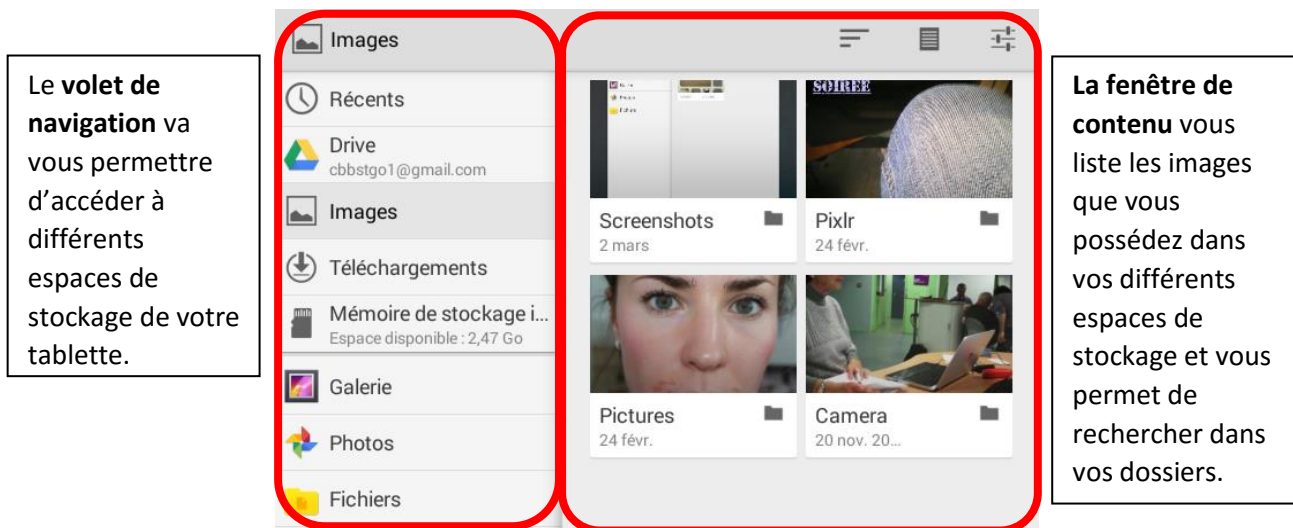 Le volet de
navigation va
vous permettre
d’accéder à
différents
espaces de
stockage de votre
tablette.
Images
Récents
Drive
cbbstgo1@gmail.com
Images
Téléchargements
Mémoire de stockage i...
Espace disponible : 2,47 Go
Galerie
Photos
Fichiers
SOIREE
Screenshots
2 mars
Pixlr
24 févr.
Pictures
24 févr.
Camera
20 nov. 20...
La fenêtre de
contenu vous
liste les images
que vous
possédez dans
vos différents
espaces de
stockage et vous
permet de
rechercher dans
vos dossiers.